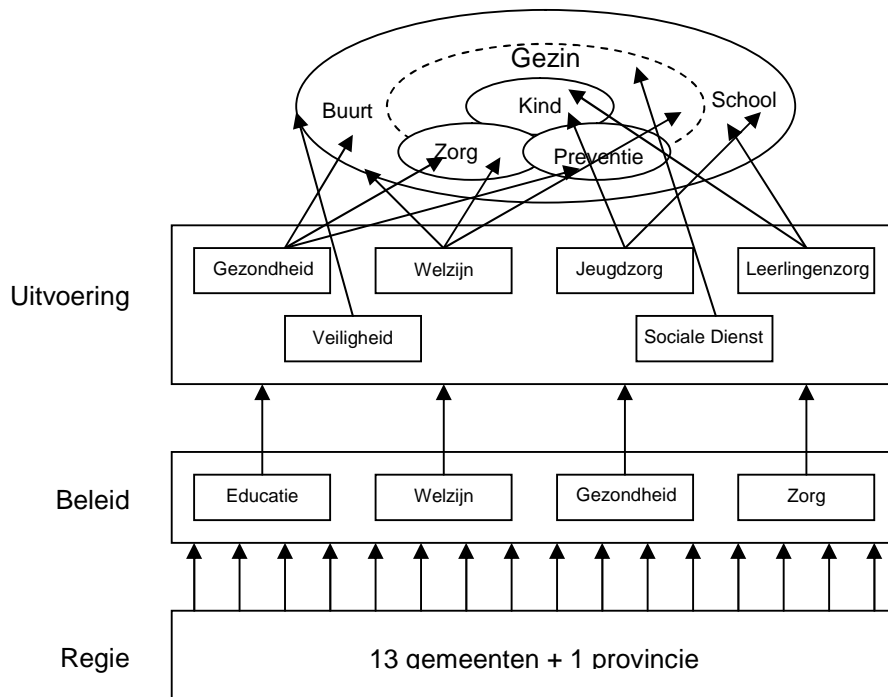 Gezin
Buurt
Kind
School
Zorg
Preventie
Uitvoering
Gezondheid
Welzijn
Jeugdzorg
Leerlingenzorg
Veiligheid
Sociale Dienst
Beleid
Educatie
Welzijn
Gezondheid
Zorg
Regie
13 gemeenten + 1 provincie